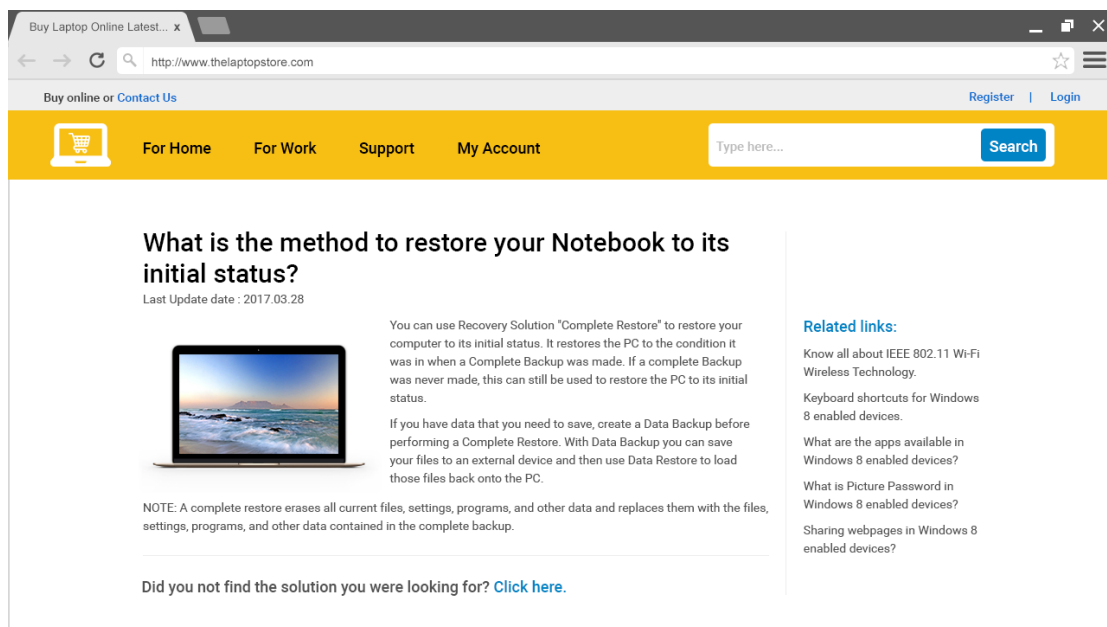 Buy Laptop Online Latest... x
http://www.thelaptopstore.com
Buy online or Contact Us
Register | Login
For Home For Work Support My Account
Type here... Search
What is the method to restore your Notebook to its
initial status?
Last Update date : 2017.03.28
You can use Recovery Solution "Complete Restore" to restore your
computer to its initial status. It restores the PC to the condition it
was in when a Complete Backup was made. If a complete Backup
was never made, this can still be used to restore the PC to its initial
status.
If you have data that you need to save, create a Data Backup before
performing a Complete Restore. With Data Backup you can save
your files to an external device and then use Data Restore to load
those files back onto the PC.
NOTE: A complete restore erases all current files, settings, programs, and other data and replaces them with the files,
settings, programs, and other data contained in the complete backup.
Did you not find the solution you were looking for? Click here.
Related links:
Know all about IEEE 802.11 Wi-Fi
Wireless Technology.
Keyboard shortcuts for Windows
8 enabled devices.
What are the apps available in
Windows 8 enabled devices?
What is Picture Password in
Windows 8 enabled devices?
Sharing webpages in Windows 8
enabled devices?